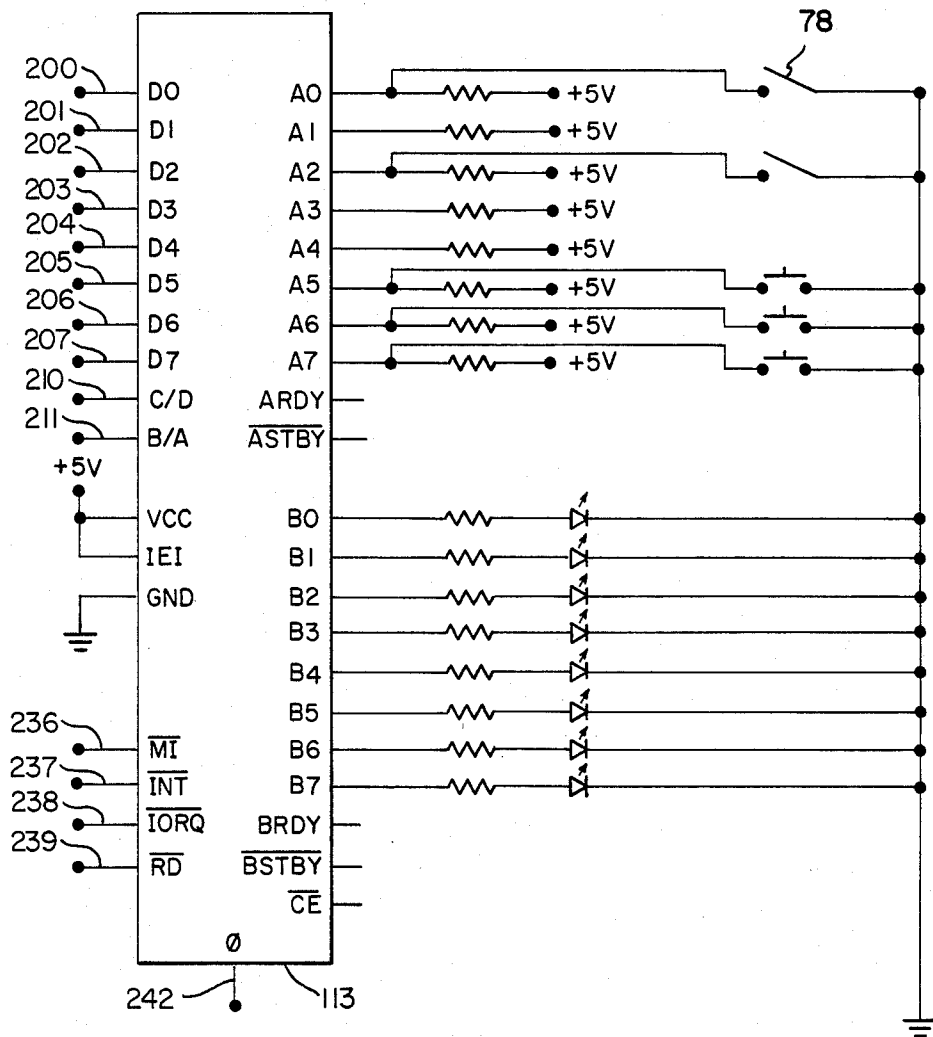 78
200 D0 A0 +5V
201 D1 A1 +5V
202 D2 A2 +5V
203 D3 A3 +5V
204 D4 A4 +5V
205 D5 A5 +5V
206 D6 A6 +5V
207 D7 A7 +5V
210 C/D ARDY
211 B/A ASTBY
+5V
VCC B0
IEI B1
GND B2
B3
B4
B5
236 MI B6
237 INT B7
238 IORQ BRDY
239 RD BSTBY
CE
Ø
242 113